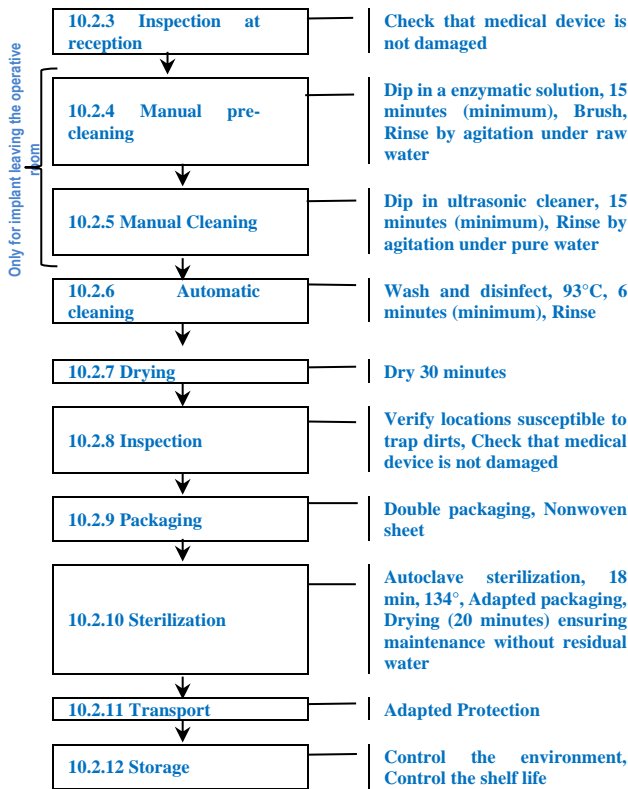 10.2.3 Inspection at
reception
Check that medical device is
not damaged
Only for implant leaving the operative
room
10.2.4 Manual pre-
cleaning
Dip in a enzymatic solution, 15
minutes (minimum), Brush,
Rinse by agitation under raw
water
10.2.5 Manual Cleaning
Dip in ultrasonic cleaner, 15
minutes (minimum), Rinse by
agitation under pure water
10.2.6 Automatic
cleaning
Wash and disinfect, 93°C, 6
minutes (minimum), Rinse
10.2.7 Drying
Dry 30 minutes
10.2.8 Inspection
Verify locations susceptible to
trap dirts, Check that medical
device is not damaged
10.2.9 Packaging
Double packaging, Nonwoven
sheet
10.2.10 Sterilization
Autoclave sterilization, 18
min, 134°, Adapted packaging,
Drying (20 minutes) ensuring
maintenance without residual
water
10.2.11 Transport
Adapted Protection
10.2.12 Storage
Control the environment,
Control the shelf life